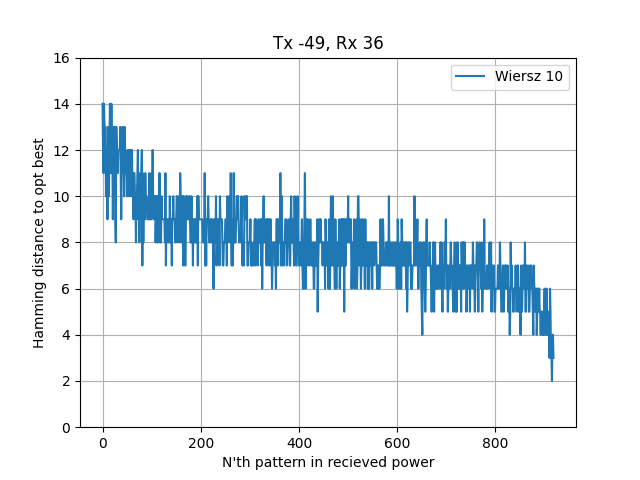 Tx -49, Rx 36
Wiersz 10
16
14
12
10
8
6
4
2
0
Hamming distance to opt best
0 200 400 600 800
N'th pattern in recieved power